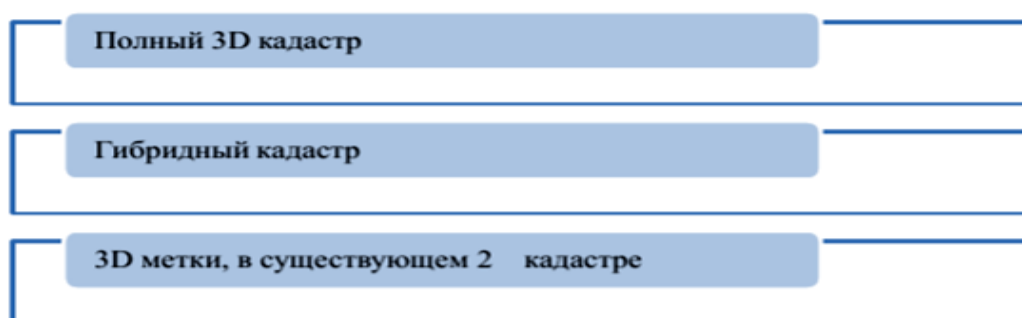 Полный 3D кадастр
Гибридный кадастр
3D метки, в существующем 2 кадастре